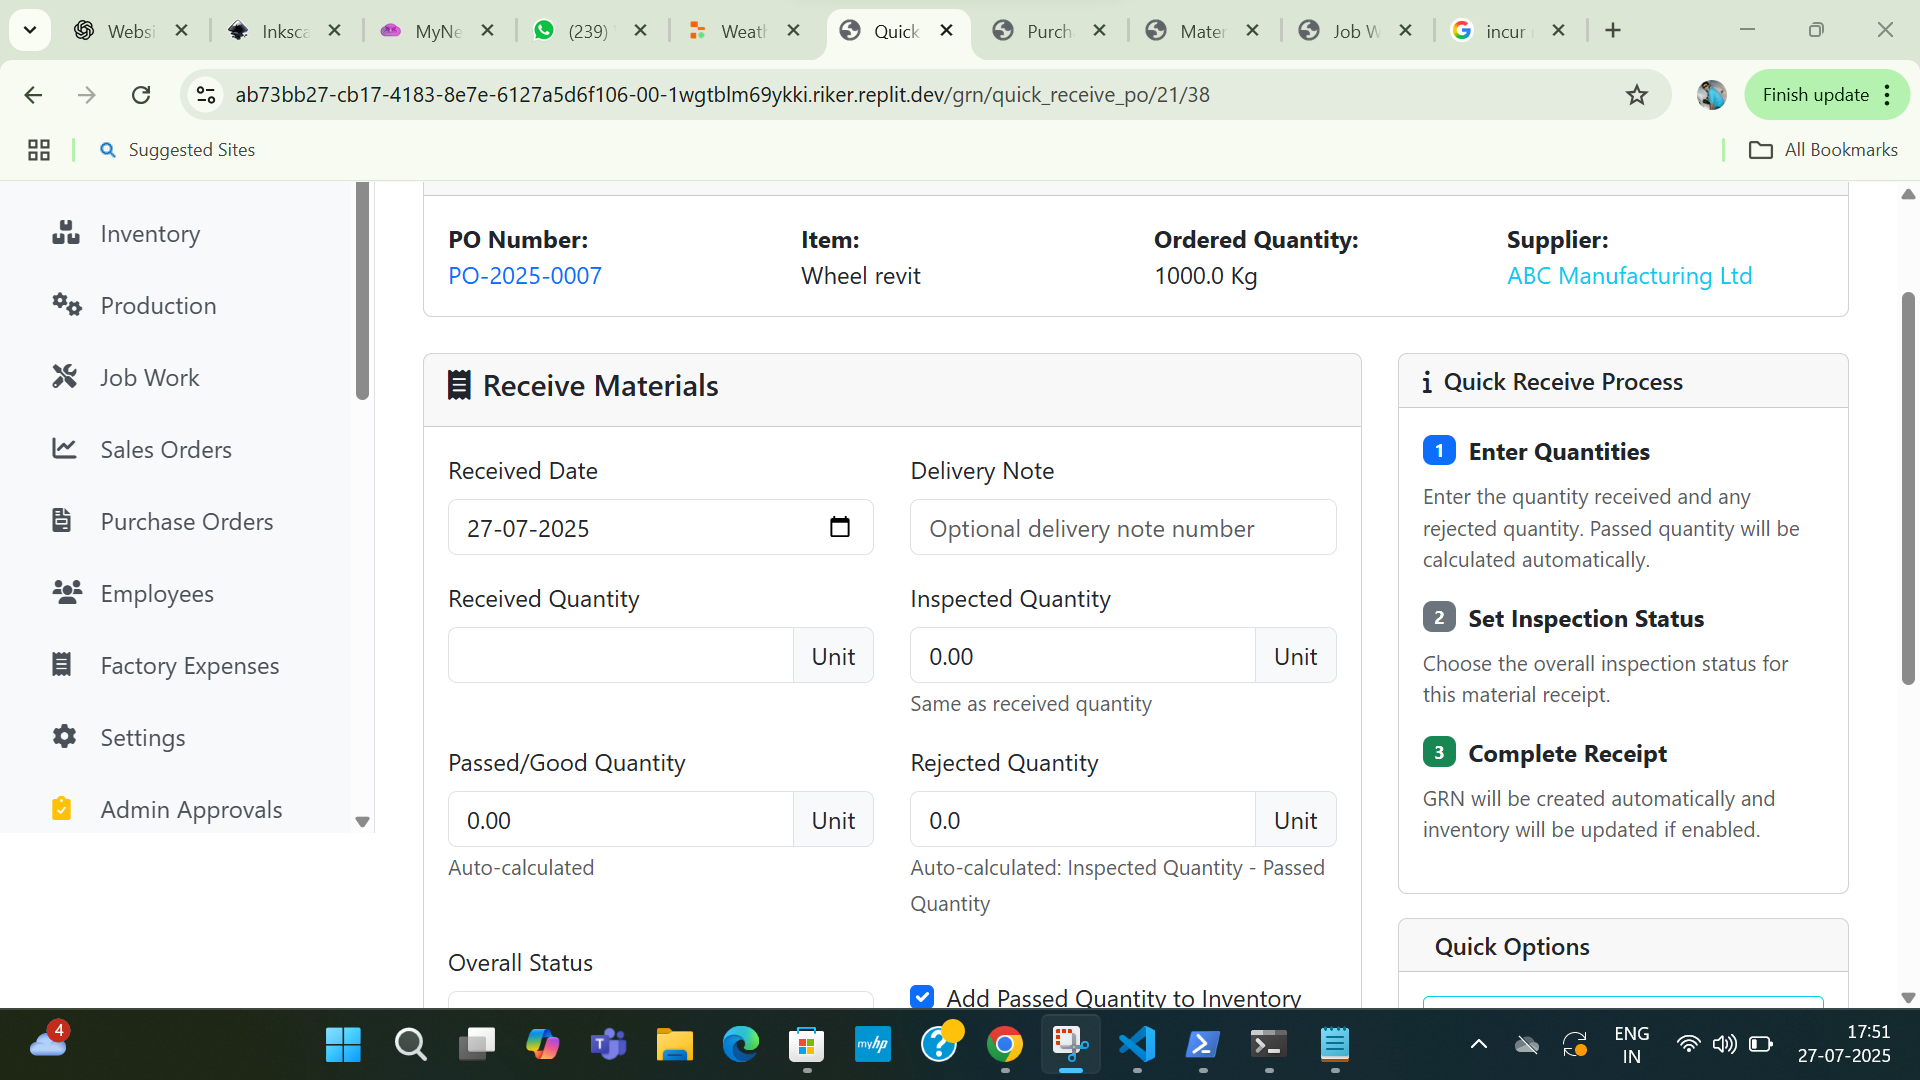 Websi
Inksca
MyNe
(239)
Weath
Quick
Purch
Mater
Job W
incur
ab73bb27-cb17-4183-8e7e-6127a5d6f106-00-1wgtblm69ykki.riker.replit.dev/grn/quick_receive_po/21/38
Finish update
Suggested Sites
All Bookmarks
Inventory
Production
Job Work
Sales Orders
Purchase Orders
Employees
Factory Expenses
Settings
Admin Approvals
PO Number:
PO-2025-0007
Item:
Wheel revit
Ordered Quantity:
1000.0 Kg
Supplier:
ABC Manufacturing Ltd
Receive Materials
Received Date
27-07-2025
Delivery Note
Optional delivery note number
Received Quantity
Unit
Inspected Quantity
0.00 Unit
Same as received quantity
Passed/Good Quantity
0.00 Unit
Auto-calculated
Rejected Quantity
0.0 Unit
Auto-calculated: Inspected Quantity - Passed
Quantity
Overall Status
Add Passed Quantity to Inventory
Quick Receive Process
1 Enter Quantities
Enter the quantity received and any
rejected quantity. Passed quantity will be
calculated automatically.
2 Set Inspection Status
Choose the overall inspection status for
this material receipt.
3 Complete Receipt
GRN will be created automatically and
inventory will be updated if enabled.
Quick Options
4
myhp
ENG
IN
17:51
27-07-2025